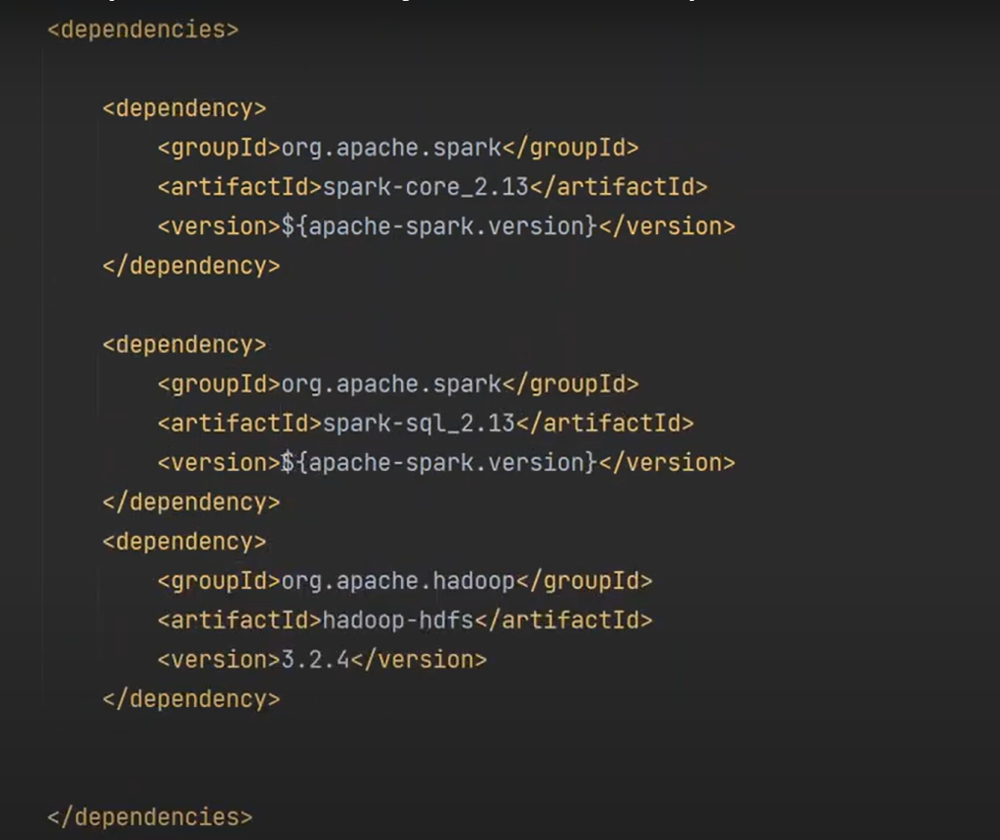 <dependencies>
<dependency>
<groupId>org.apache.spark</groupId>
<artifactId>spark-core_2.13</artifactId>
<version>${apache-spark.version}</version>
</dependency>
<dependency>
<groupId>org.apache.spark</groupId>
<artifactId>spark-sql_2.13</artifactId>
<version>${apache-spark.version}</version>
</dependency>
<dependency>
<groupId>org.apache.hadoop</groupId>
<artifactId>hadoop-hdfs</artifactId>
<version>3.2.4</version>
</dependency>
</dependencies>